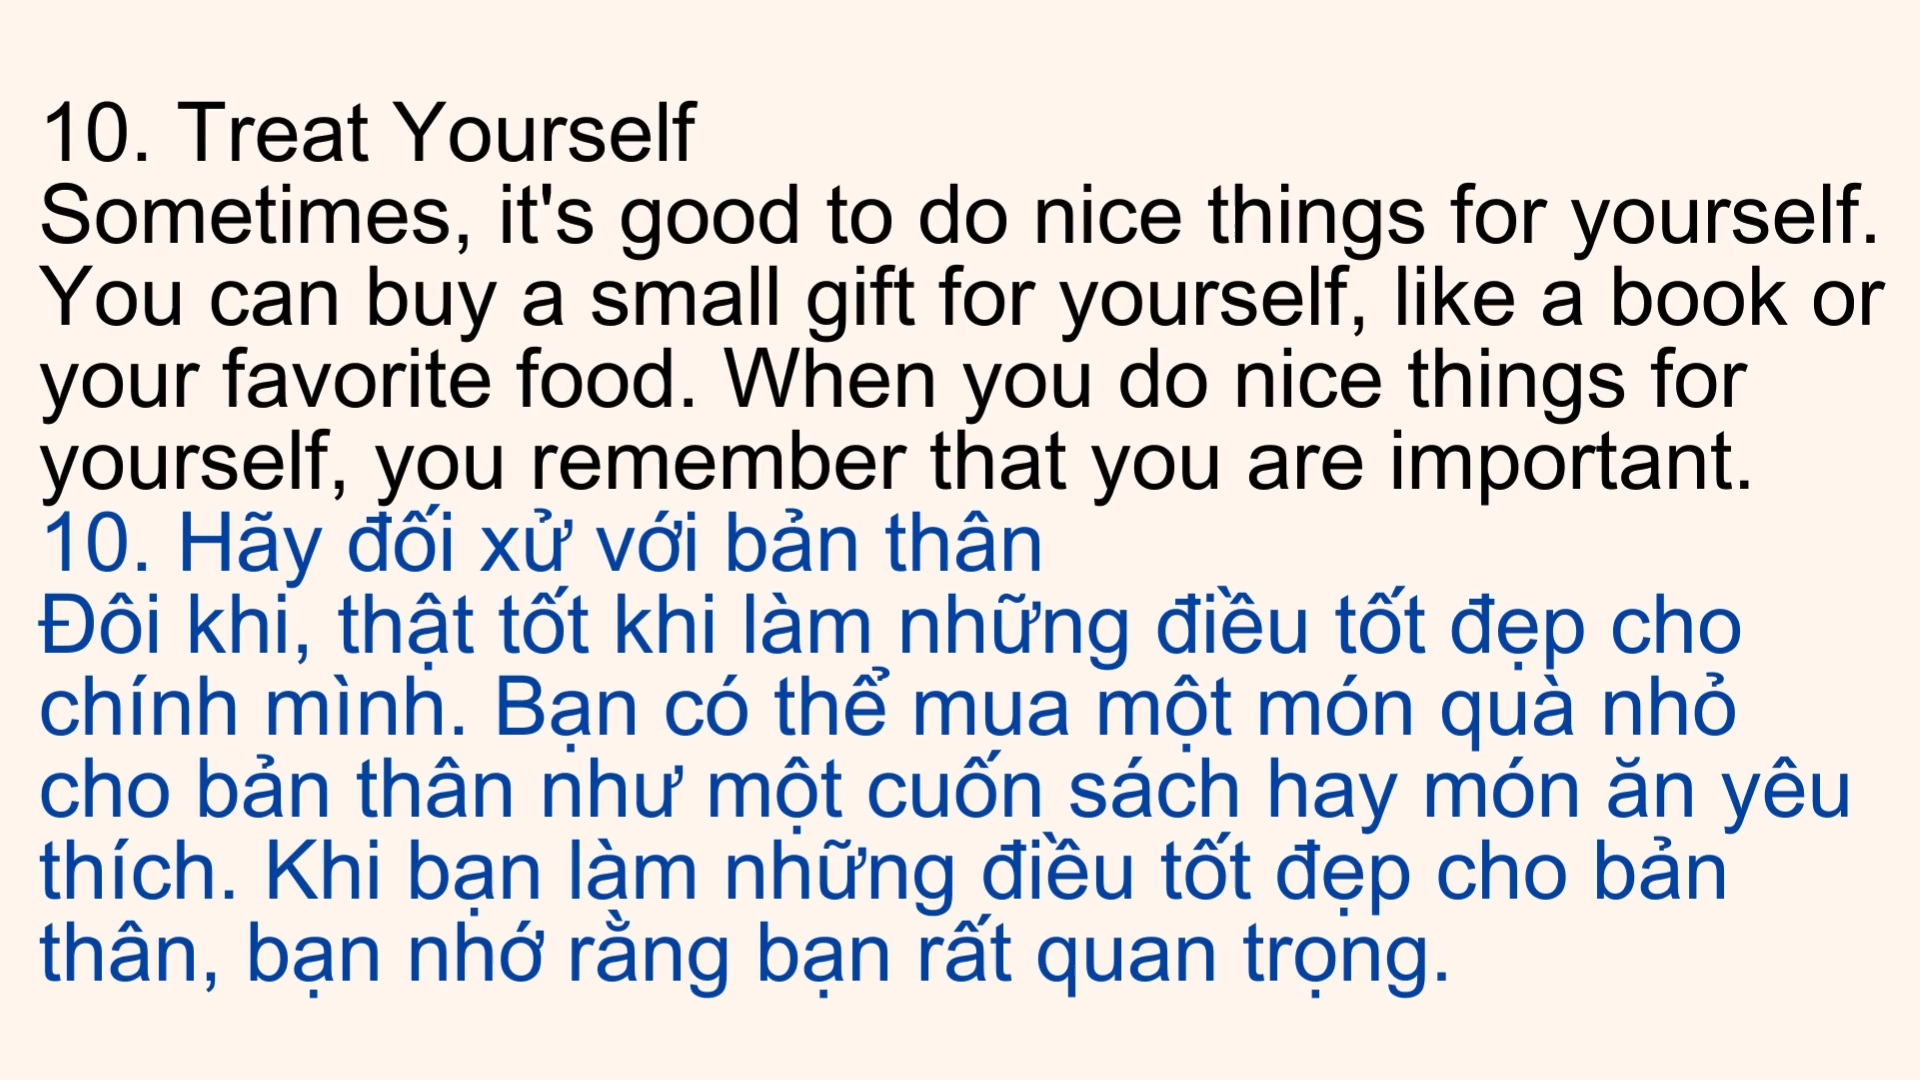 10. Treat Yourself
Sometimes, it's good to do nice things for yourself.
You can buy a small gift for yourself, like a book or
your favorite food. When you do nice things for
yourself, you remember that you are important.
10. Hãy đối xử với bản thân
Đôi khi, thật tốt khi làm những điều tốt đẹp cho
chính mình. Bạn có thể mua một món quà nhỏ
cho bản thân như một cuốn sách hay món ăn yêu
thích. Khi bạn làm những điều tốt đẹp cho bản
thân, bạn nhớ rằng bạn rất quan trọng.